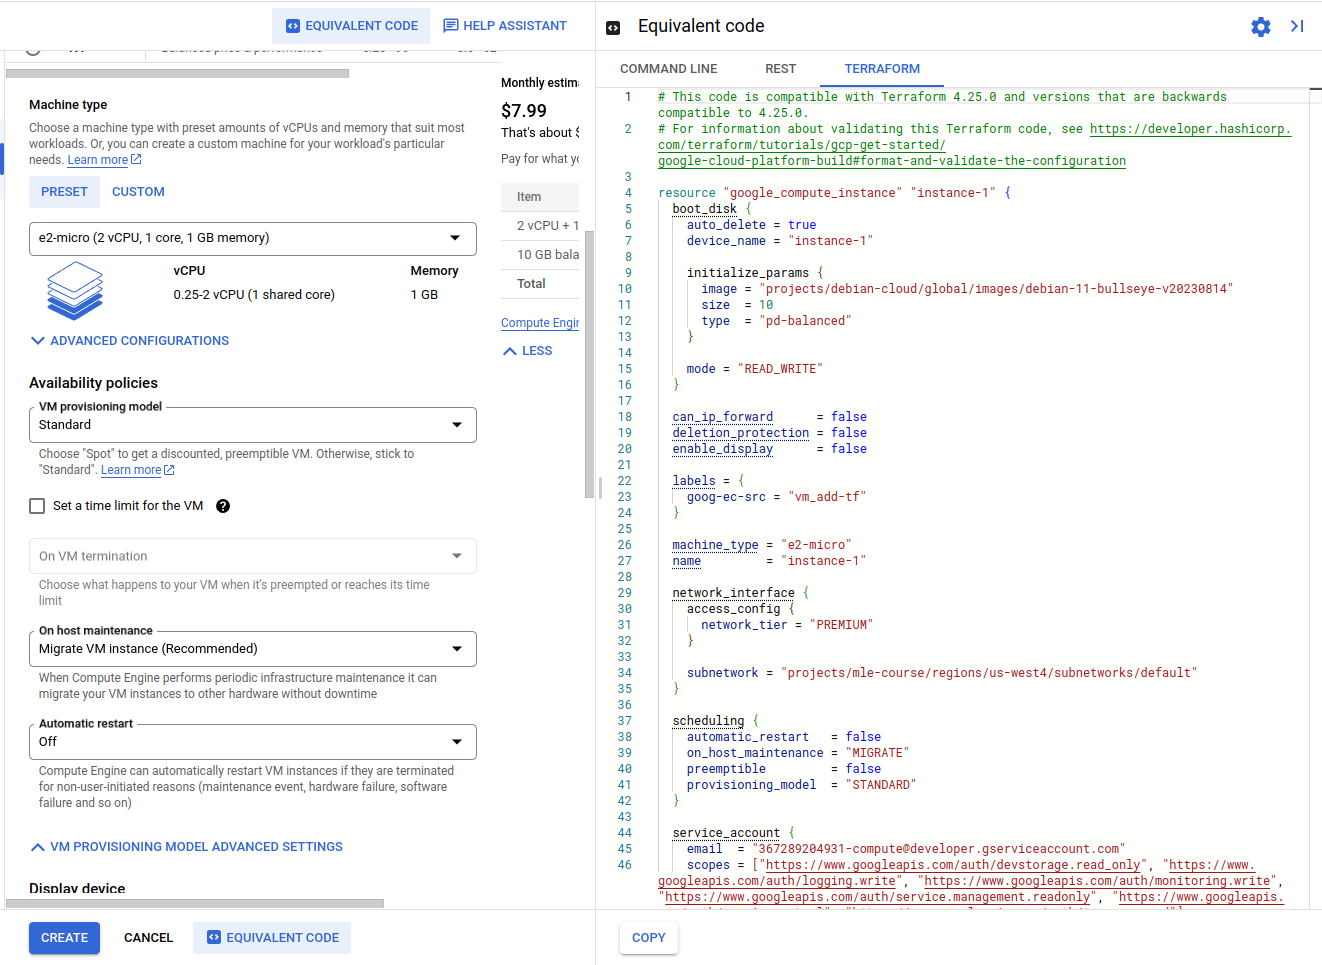 EQUIVALENT CODE
HELP ASSISTANT
Machine type
Choose a machine type with preset amounts of vCPUs and memory that suit most
workloads. Or, you can create a custom machine for your workload's particular
needs. Learn more
PRESET
CUSTOM
e2-micro (2 vCPU, 1 core, 1 GB memory)
vCPU
Memory
0.25-2 vCPU (1 shared core)
1 GB
ADVANCED CONFIGURATIONS
Availability policies
VM provisioning model
Standard
Choose "Spot" to get a discounted, preemptible VM. Otherwise, stick to
"Standard". Learn more
Set a time limit for the VM
On VM termination
Choose what happens to your VM when it's preempted or reaches its time
limit
On host maintenance
Migrate VM instance (Recommended)
When Compute Engine performs periodic infrastructure maintenance it can
migrate your VM instances to other hardware without downtime
Automatic restart
Off
Compute Engine can automatically restart VM instances if they are terminated
for non-user-initiated reasons (maintenance event, hardware failure, software
failure and so on)
VM PROVISIONING MODEL ADVANCED SETTINGS
Display device
CREATE
CANCEL
EQUIVALENT CODE
Monthly estim
$7.99
That's about $
Pay for what yo
Item
2 vCPU + 1
10 GB bala
Total
Compute Engin
LESS
Equivalent code
COMMAND LINE
REST
TERRAFORM
1 # This code is compatible with Terraform 4.25.0 and versions that are backwards
compatible to 4.25.0.
2 # For information about validating this Terraform code, see https://developer.hashicorp.
com/terraform/tutorials/gcp-get-started/
google-cloud-platform-build#format-and-validate-the-configuration
3
4 resource "google_compute_instance" "instance-1" {
5 boot_disk {
6 auto_delete = true
7 device_name = "instance-1"
8
9 initialize_params {
10 image = "projects/debian-cloud/global/images/debian-11-bullseye-v20230814"
11 size = 10
12 type = "pd-balanced"
13 }
14
15 mode = "READ_WRITE"
16 }
17
18 can_ip_forward = false
19 deletion_protection = false
20 enable_display = false
21
22 labels = {
23 goog-ec-src = "vm_add-tf"
24 }
25
26 machine_type = "e2-micro"
27 name = "instance-1"
28
29 network_interface {
30 access_config {
31 network_tier = "PREMIUM"
32 }
33
34 subnetwork = "projects/mle-course/regions/us-west4/subnetworks/default"
35 }
36
37 scheduling {
38 automatic_restart = false
39 on_host_maintenance = "MIGRATE"
40 preemptible = false
41 provisioning_model = "STANDARD"
42 }
43
44 service_account {
45 email = "367289204931-compute@developer.gserviceaccount.com"
46 scopes = ["https://www.googleapis.com/auth/devstorage.read_only", "https://www.
googleapis.com/auth/logging.write", "https://www.googleapis.com/auth/monitoring.write",
"https://www.googleapis.com/auth/service.management.readonly", "https://www.googleapis.
COPY